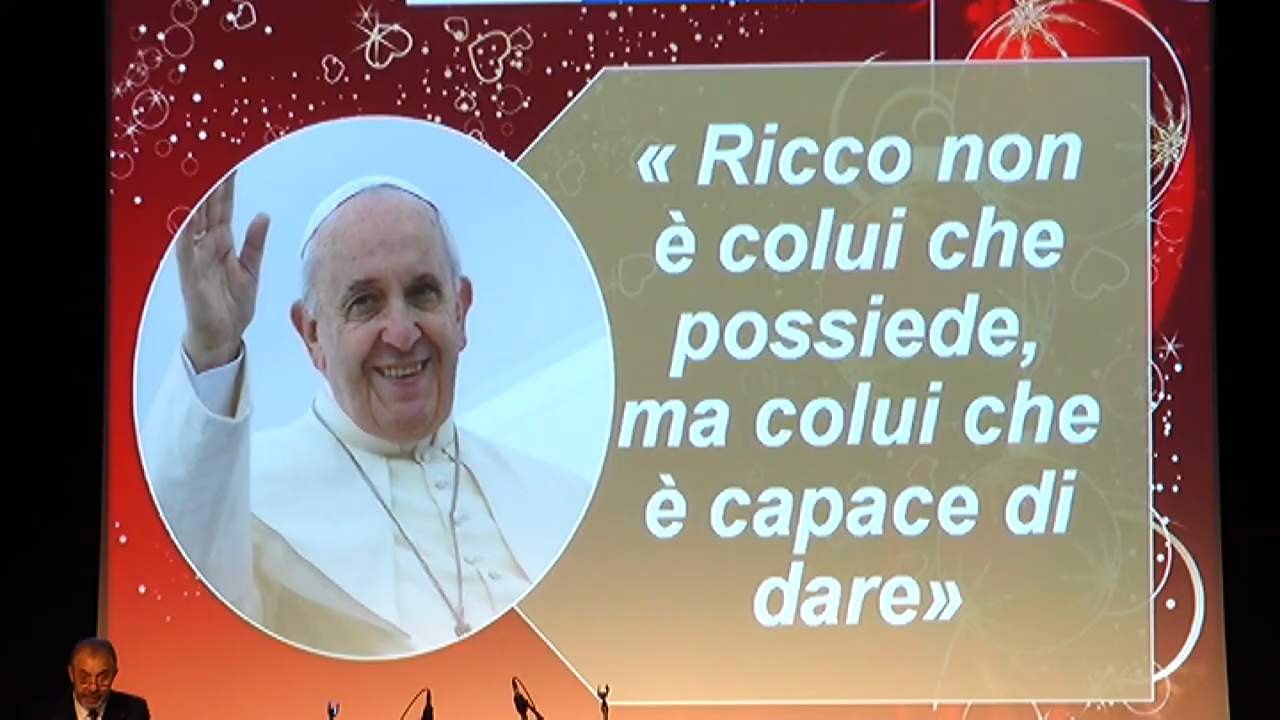 « Ricco non
è colui che
possiede,
ma colui che
è capace di
dare»